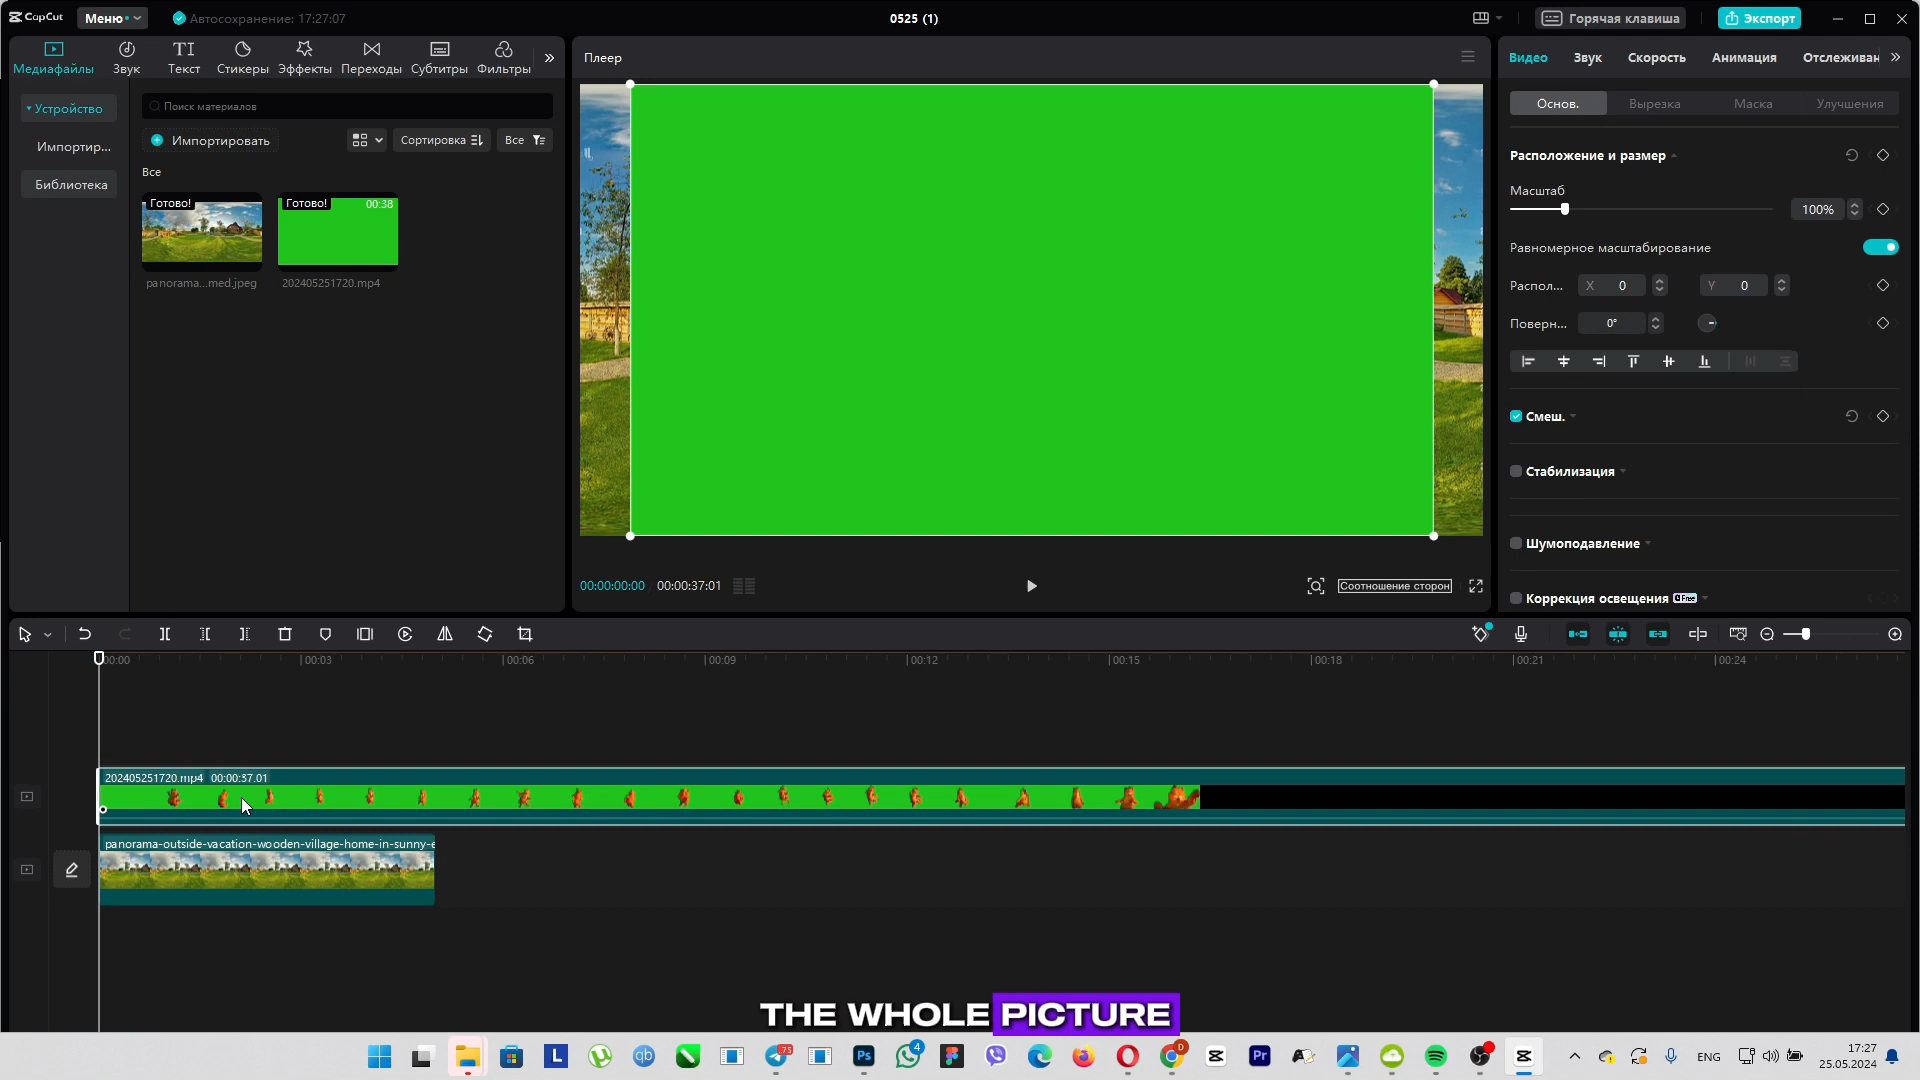 CapCut
Меню
Автосохранение: 17:27:07
0525 (1)
Горячая клавиша
Экспорт
Медиафайлы
Звук
Текст
Стикеры
Эффекты
Переходы
Субтитры
Фильтры
Устройство
Импортир...
Библиотека
Поиск материалов
Импортировать
Сортировка
Все
Все
Готово!
panorama...med.jpeg
Готово!
00:38
202405251720.mp4
Плеер
00:00:00:00
00:00:37:01
Соотношение сторон
Видео
Звук
Скорость
Анимация
Отслеживан
Основ.
Вырезка
Маска
Улучшения
Расположение и размер
Масштаб
100%
Равномерное масштабирование
Распол...
X 0
Y 0
Поверн...
0°
Смеш.
Стабилизация
Шумоподавление
Коррекция освещения
Free
00:00
00:03
00:06
00:09
00:12
00:15
00:18
00:21
00:24
202405251720.mp4 00:00:37:01
panorama-outside-vacation-wooden-village-home-in-sunny-e
THE WHOLE PICTURE
L
qb
75
Ps
4
D
Pr
ENG
17:27
25.05.2024